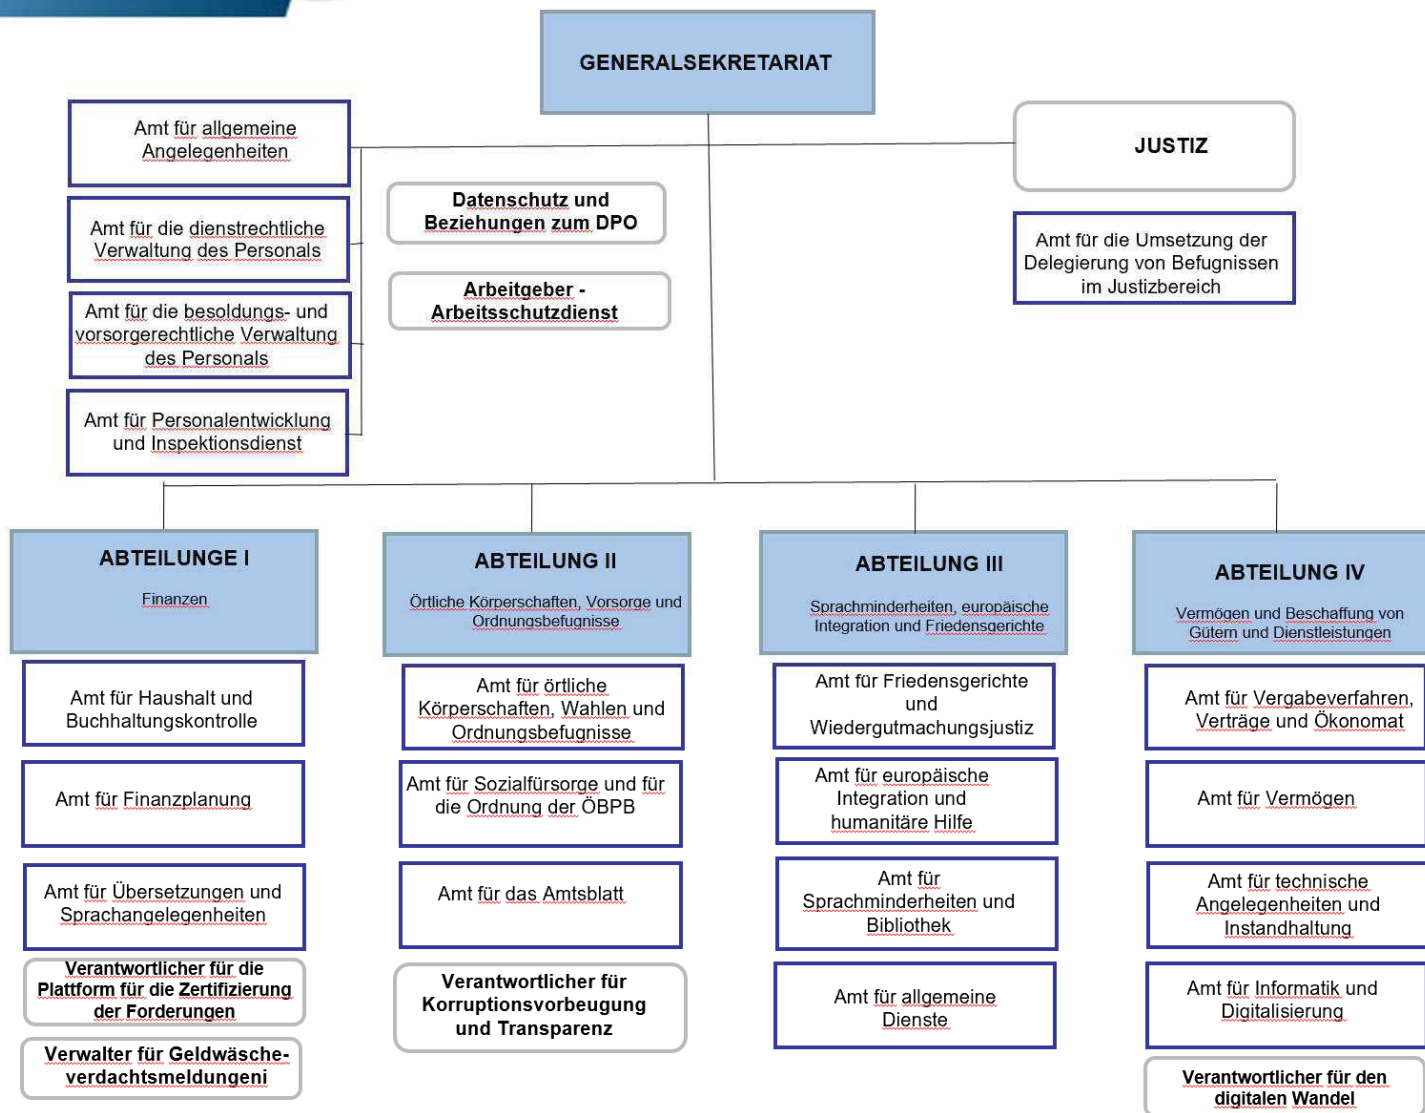 GENERALSEKRETARIAT
Amt für allgemeine
Angelegenheiten
JUSTIZ
Datenschutz und
Beziehungen zum DPO
Amt für die dienstrechtliche
Verwaltung des Personals
Amt für die Umsetzung der
Delegierung von Befugnissen
im Justizbereich
Arbeitgeber -
Arbeitsschutzdienst
Amt für die besoldungs- und
vorsorgerechtliche Verwaltung
des Personals
Amt für Personalentwicklung
und Inspektionsdienst
ABTEILUNGE I
Finanzen
Amt für Haushalt und
Buchhaltungskontrolle
Amt für Finanzplanung
Amt für Übersetzungen und
Sprachangelegenheiten
Verantwortlicher für die
Plattform für die Zertifizierung
der Forderungen
Verwalter für Geldwäsche-
verdachtsmeldungeni
ABTEILUNG II
Örtliche Körperschaften, Vorsorge und
Ordnungsbefugnisse
Amt für örtliche
Körperschaften, Wahlen und
Ordnungsbefugnisse
Amt für Sozialfürsorge und für
die Ordnung der ÖBPB
Amt für das Amtsblatt
Verantwortlicher für
Korruptionsvorbeugung
und Transparenz
ABTEILUNG III
Sprachminderheiten, europäische
Integration und Friedensgerichte
Amt für Friedensgerichte
und
Wiedergutmachungsjustiz
Amt für europäische
Integration und
humanitäre Hilfe
Amt für
Sprachminderheiten und
Bibliothek
Amt für allgemeine
Dienste
ABTEILUNG IV
Vermögen und Beschaffung von
Gütern und Dienstleistungen
Amt für Vergabeverfahren,
Verträge und Ökonomat
Amt für Vermögen
Amt für technische
Angelegenheiten und
Instandhaltung
Amt für Informatik und
Digitalisierung
Verantwortlicher für den
digitalen Wandel